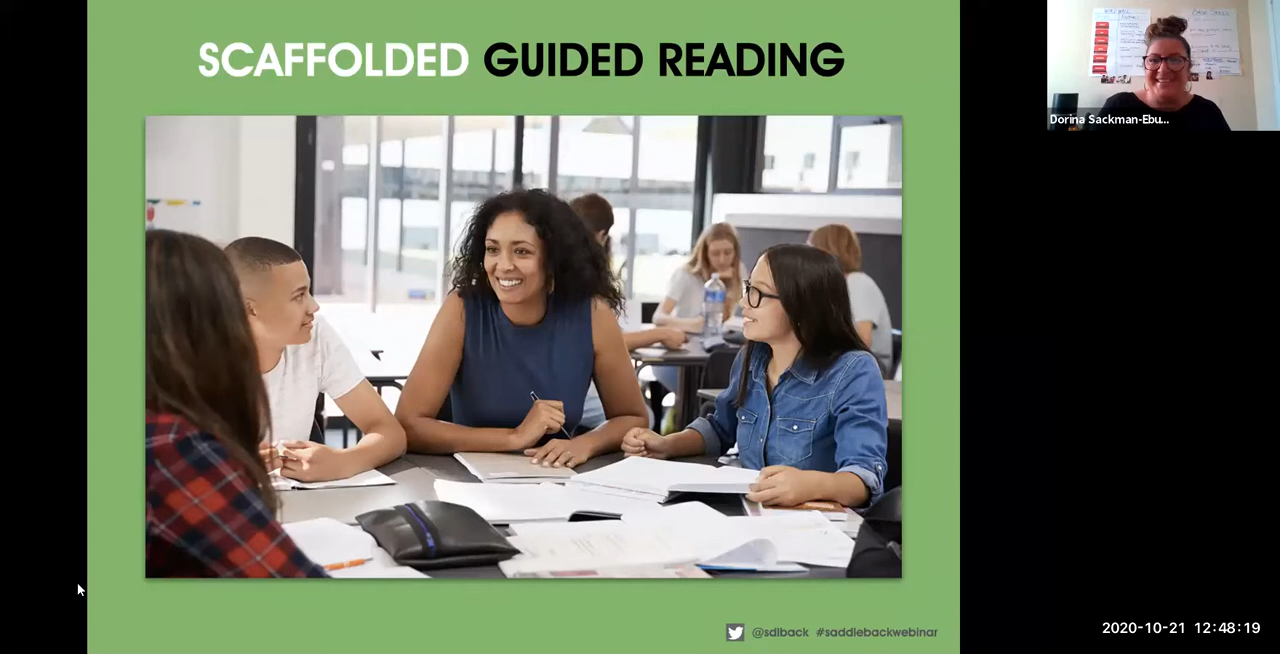 SCAFFOLDED GUIDED READING
Dorina Sackman-Ebu...
@sdlback #saddlebackwebinar
2020-10-21 12:48:19